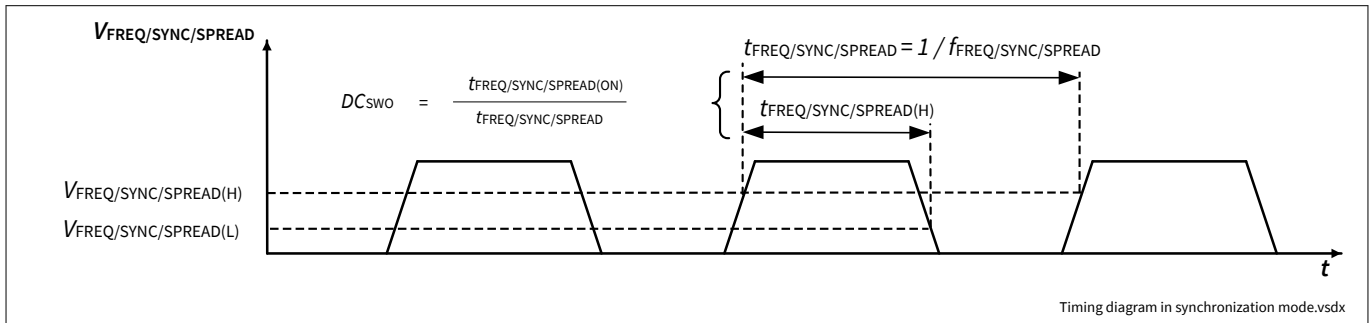 VFREQ/SYNC/SPREAD
tFREQ/SYNC/SPREAD = 1 / fFREQ/SYNC/SPREAD
DCSWO = tFREQ/SYNC/SPREAD(ON)
tFREQ/SYNC/SPREAD
tFREQ/SYNC/SPREAD(H)
VFREQ/SYNC/SPREAD(H)
VFREQ/SYNC/SPREAD(L)
t
Timing diagram in synchronization mode.vsdx